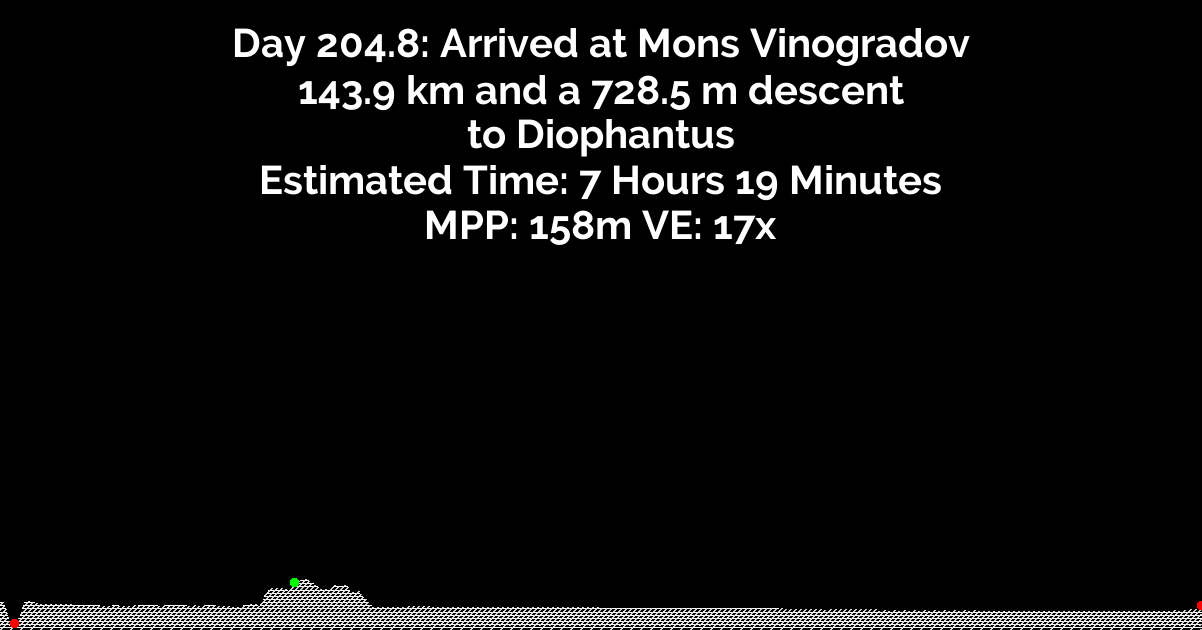 Day 204.8: Arrived at Mons Vinogradov
143.9 km and a 728.5 m descent
to Diophantus
Estimated Time: 7 Hours 19 Minutes
MPP: 158m VE: 17x